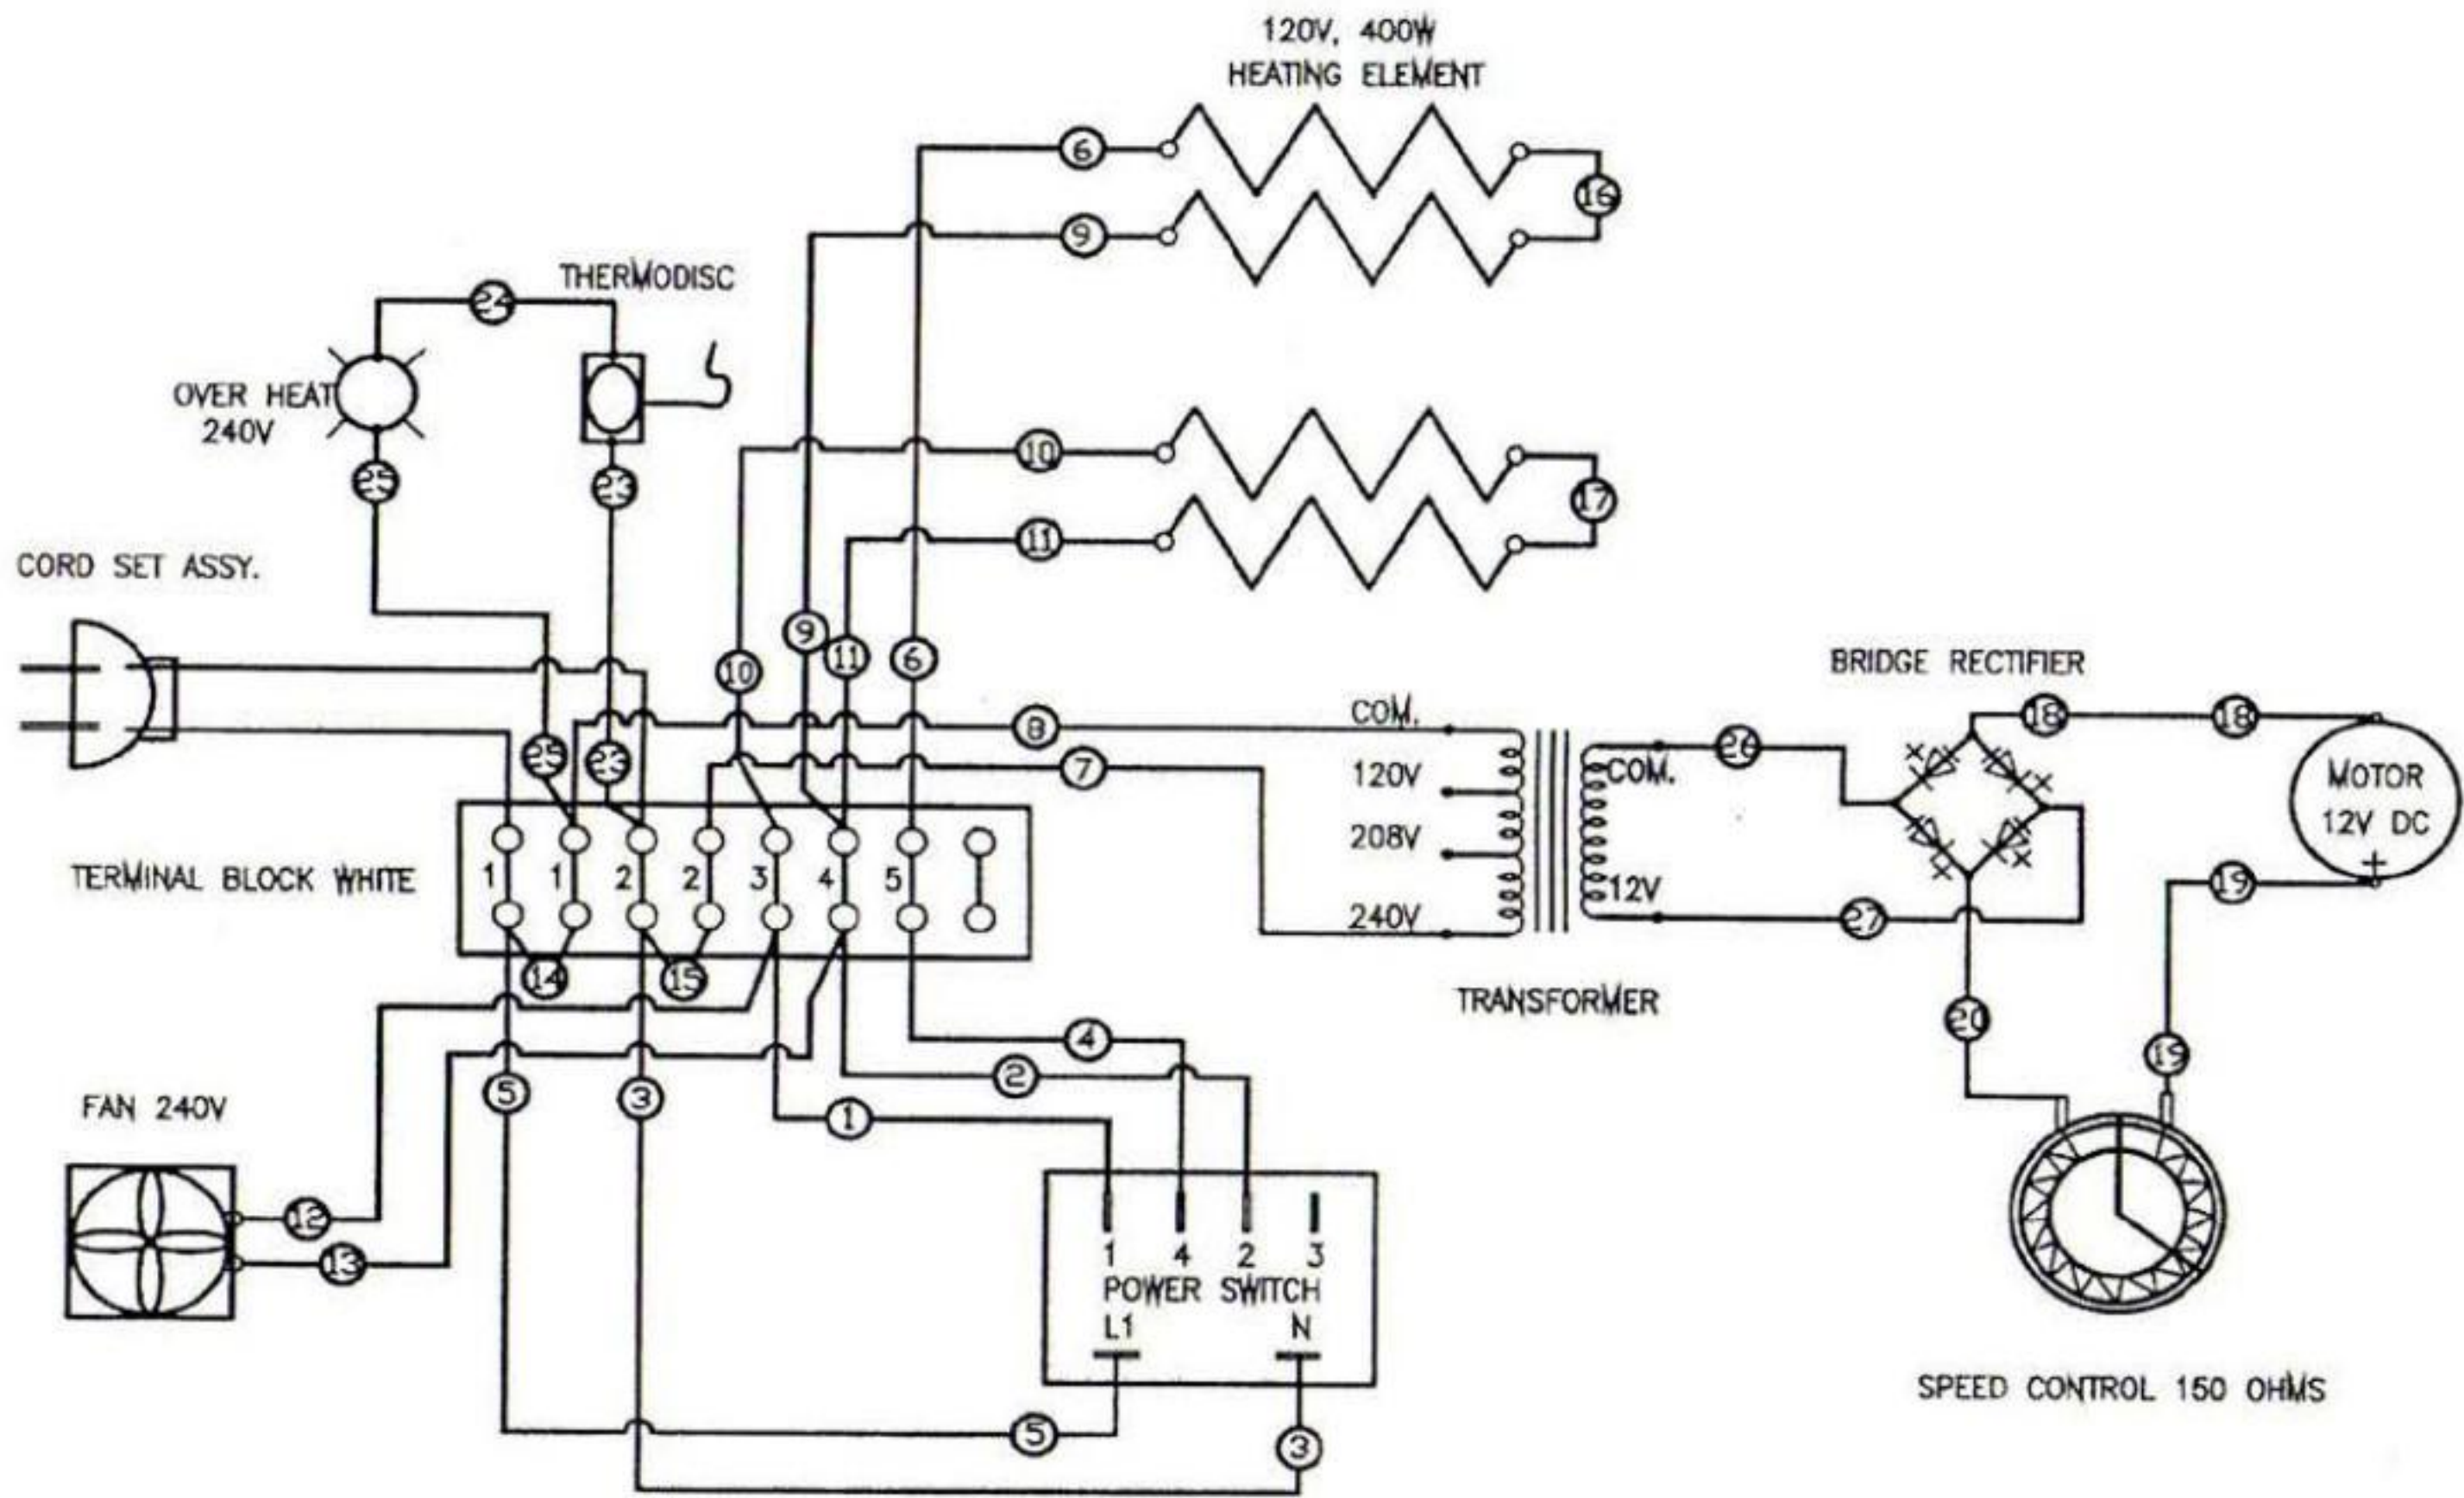 120V, 400W
HEATING ELEMENT
6
16
9
THERMODISC
24
OVER HEAT
240V
10
25
23
17
11
CORD SET ASSY.
9
11
6
10
BRIDGE RECTIFIER
8
COM.
18
18
25
23
7
120V
COM.
26
MOTOR
12V DC
208V
+
TERMINAL BLOCK WHITE
1
1
2
2
3
4
5
12V
19
240V
27
14
15
TRANSFORMER
20
4
19
2
5
3
1
FAN 240V
12
13
1
4
2
3
POWER SWITCH
L1
N
SPEED CONTROL 150 OHMS
5
3